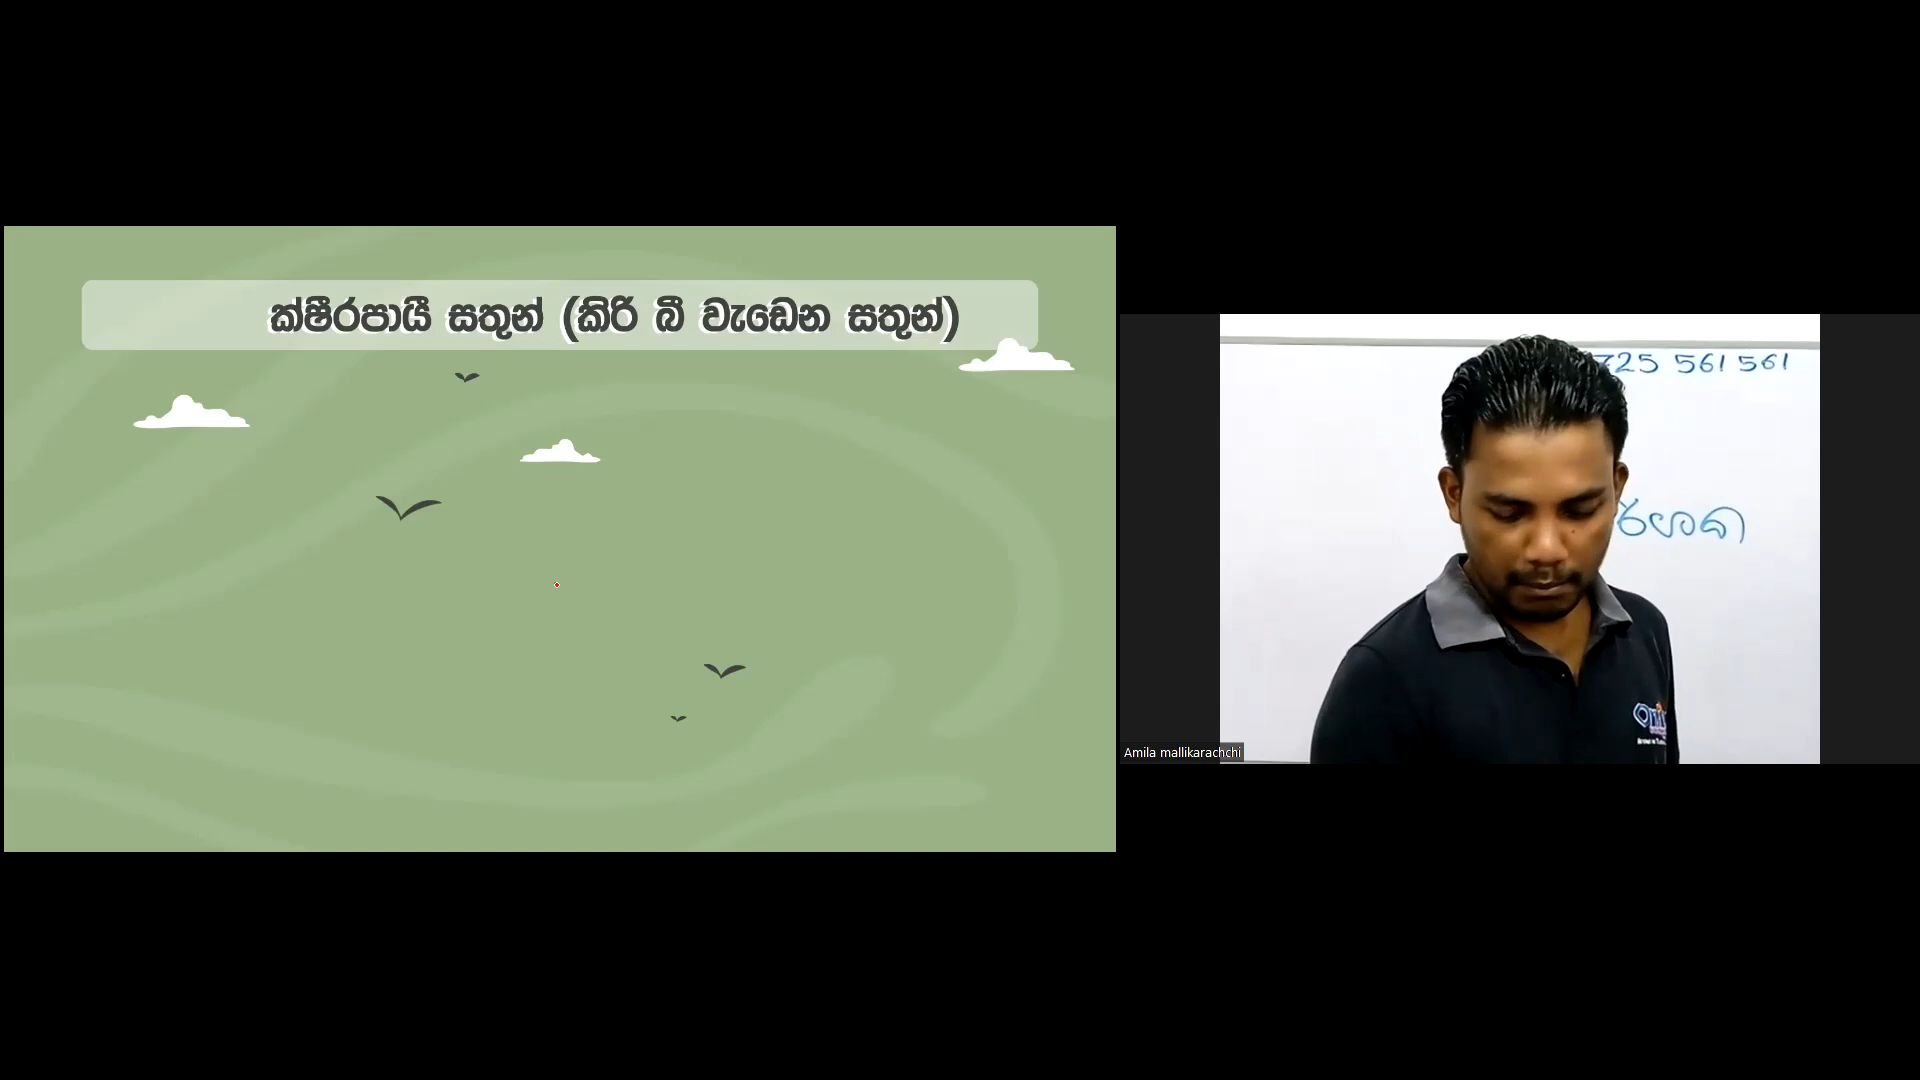 ක්ෂීරපායී සතුන් (කිරි බී වැඩෙන සතුන්)
725 561 561
Amila mallikarachchi